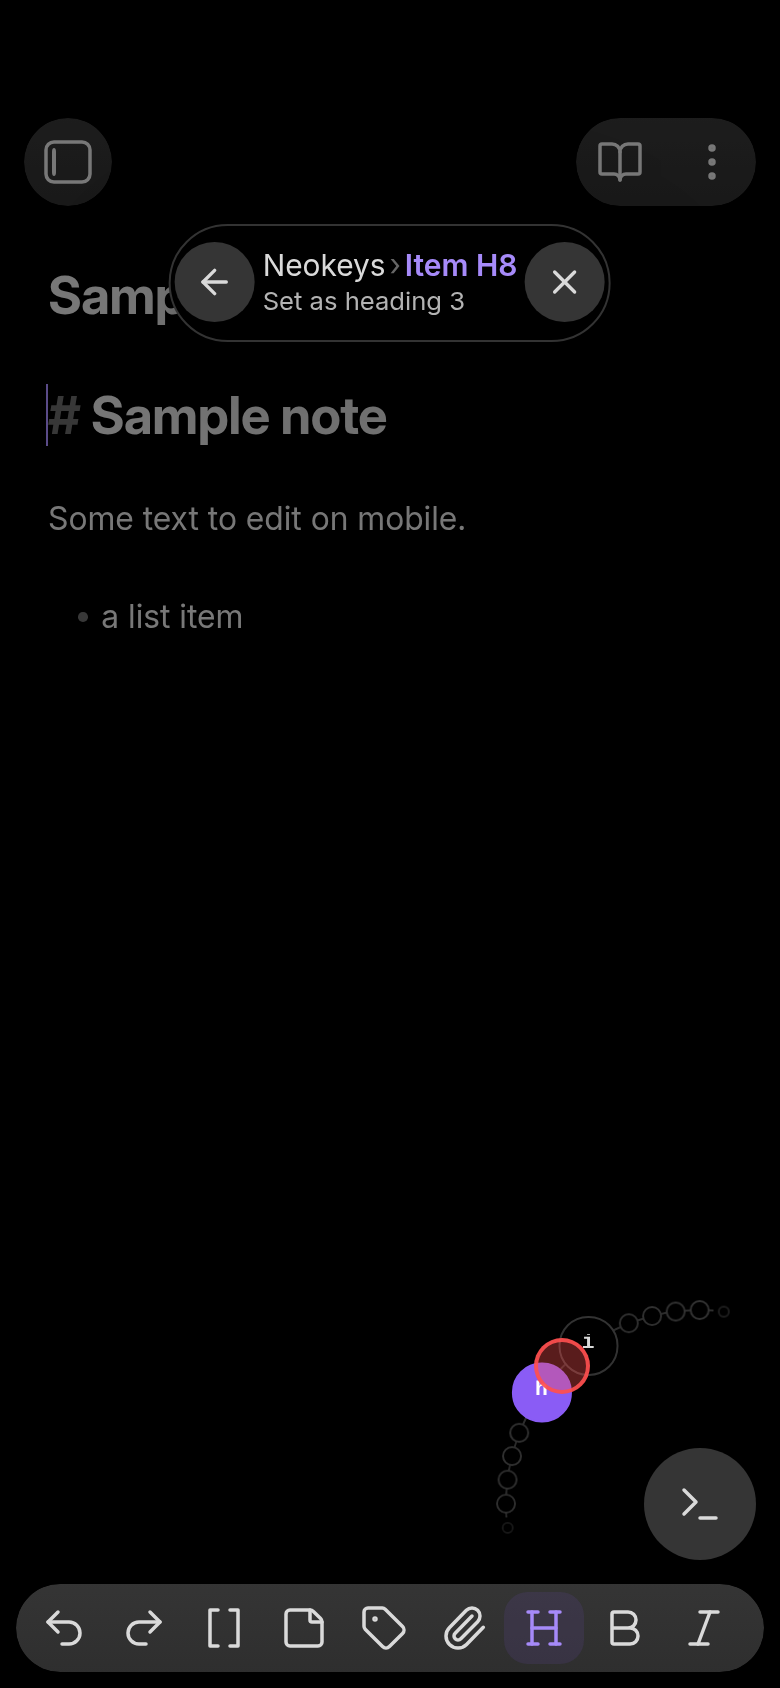 Neokeys › Item H8
Set as heading 3
Samp
# Sample note
Some text to edit on mobile.
• a list item
i
h